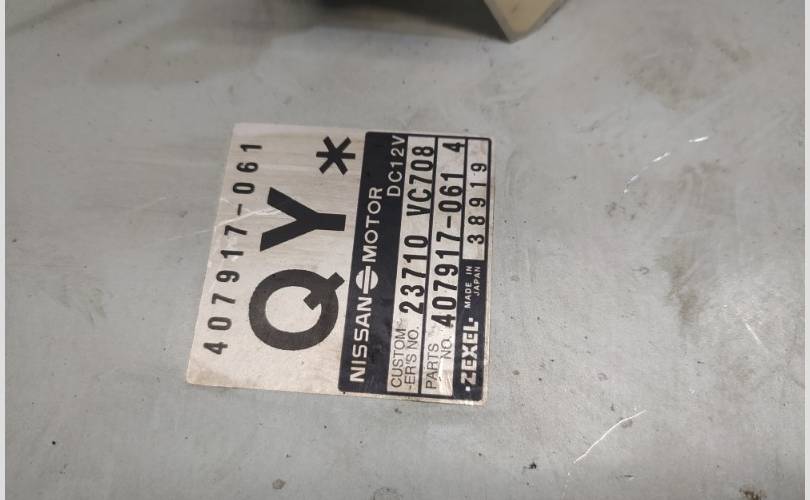 407917-061
QY*
NISSAN MOTOR DC12V
CUSTOM-ER'S NO. 23710 VC708
PARTS NO. 407917-061 4
·ZEXEL· MADE IN JAPAN 38919